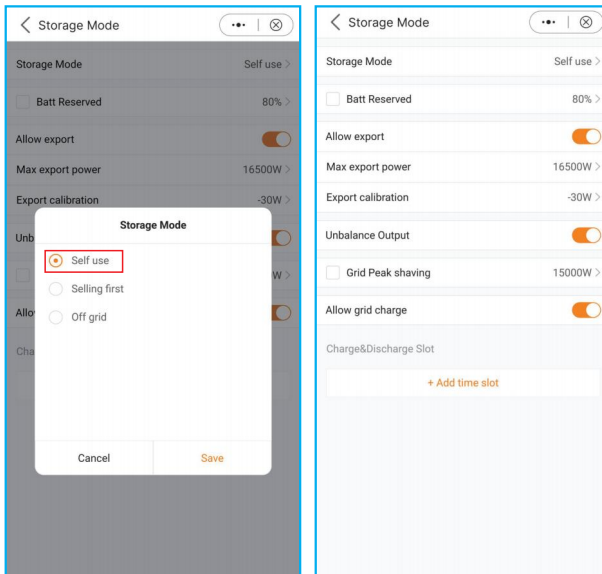 Storage Mode
Storage Mode Self use >
Batt Reserved 80% >
Allow export
Max export power 16500W >
Export calibration -30W >
Storage Mode
Unb
Self use
W >
Selling first
Allo
Off grid
Cha
Cancel Save
Storage Mode
Storage Mode Self use >
Batt Reserved 80% >
Allow export
Max export power 16500W >
Export calibration -30W >
Unbalance Output
Grid Peak shaving 15000W >
Allow grid charge
Charge&Discharge Slot
+ Add time slot